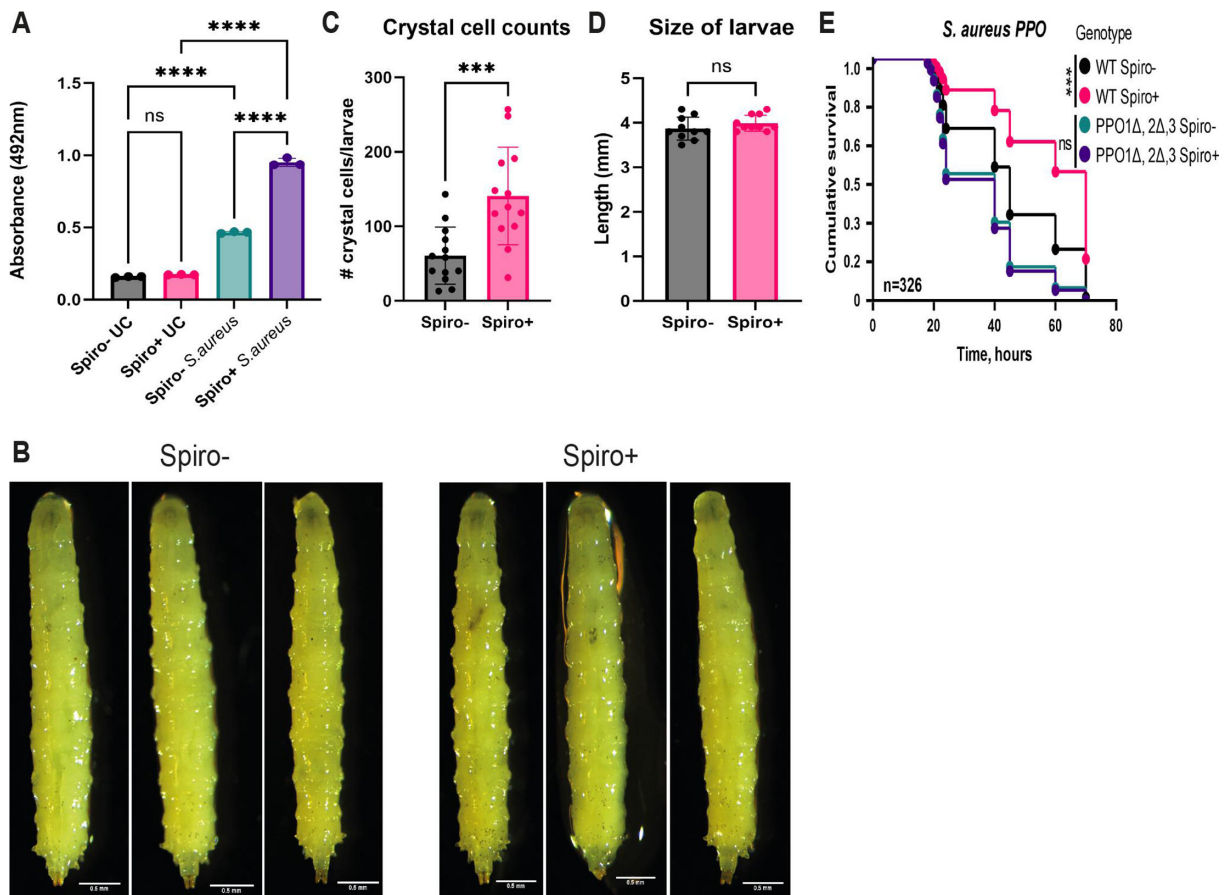 A
****
****
ns
****
Absorbance (492nm)
1.5
1.0
0.5
0.0
Spiro- UC
Spiro+ UC
Spiro- S.aureus
Spiro+ S.aureus
C
Crystal cell counts
***
# crystal cells/larvae
300
200
100
0
Spiro-
Spiro+
D
Size of larvae
ns
Length (mm)
5
4
3
2
1
0
Spiro-
Spiro+
E
S. aureus PPO
Genotype
***
WT Spiro-
WT Spiro+
ns
PPO1Δ, 2Δ,3 Spiro-
PPO1Δ, 2Δ,3 Spiro+
Cumulative survival
1.0
0.8
0.6
0.5
0.3
0.2
0
n=326
0
20
40
60
80
Time, hours
B
Spiro-
Spiro+
0.5 mm
0.5 mm
0.5 mm
0.5 mm
0.5 mm
0.5 mm